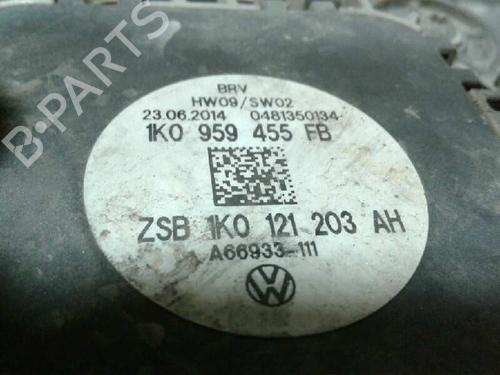 B-PARTS
BRV
HW09/SW02
23.06.2014 0481350134
1K0 959 455 FB
ZSB 1K0 121 203 AH
A66933-111